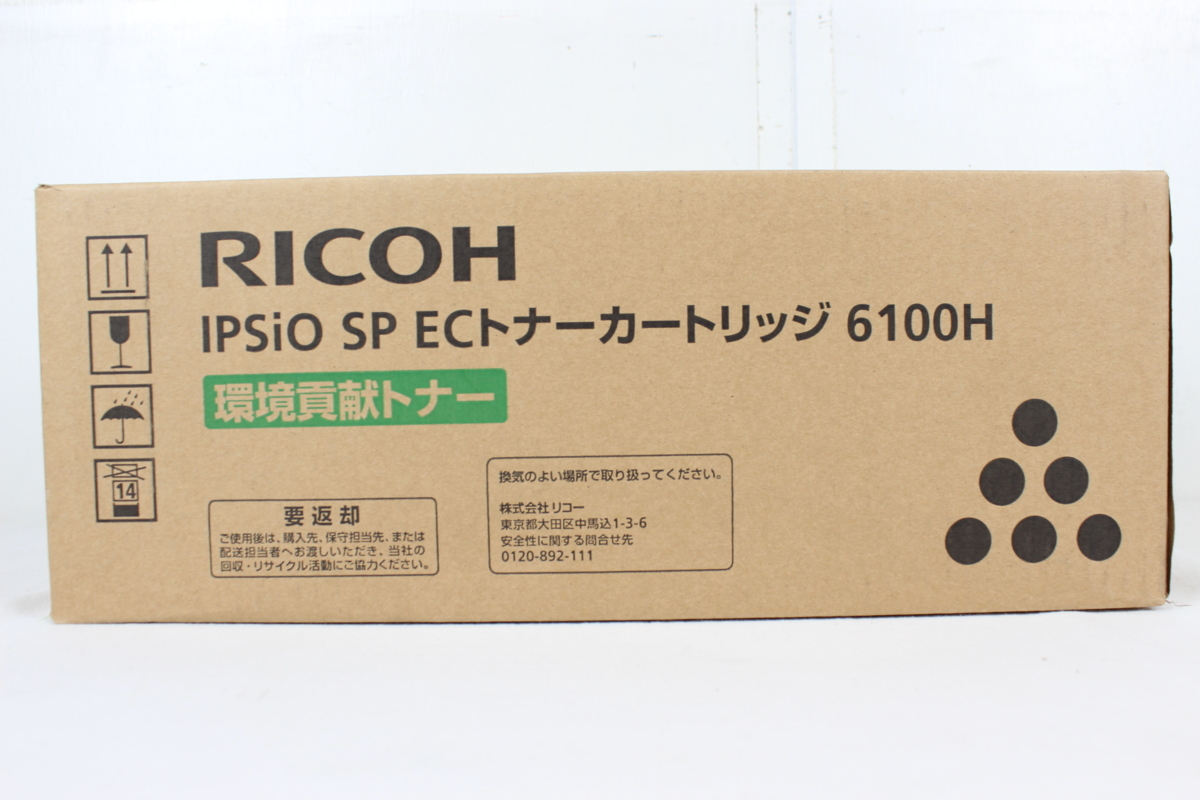 RICOH
IPSiO SP ECトナーカートリッジ 6100H
環境貢献トナー
14
要返却
ご使用後は、購入先、保守担当先、または
配送担当者へお渡しいただき、当社の
回収・リサイクル活動にご協力ください。
換気のよい場所で取り扱ってください。
株式会社 リコー
東京都大田区中馬込1-3-6
安全性に関する問合せ先
0120-892-111